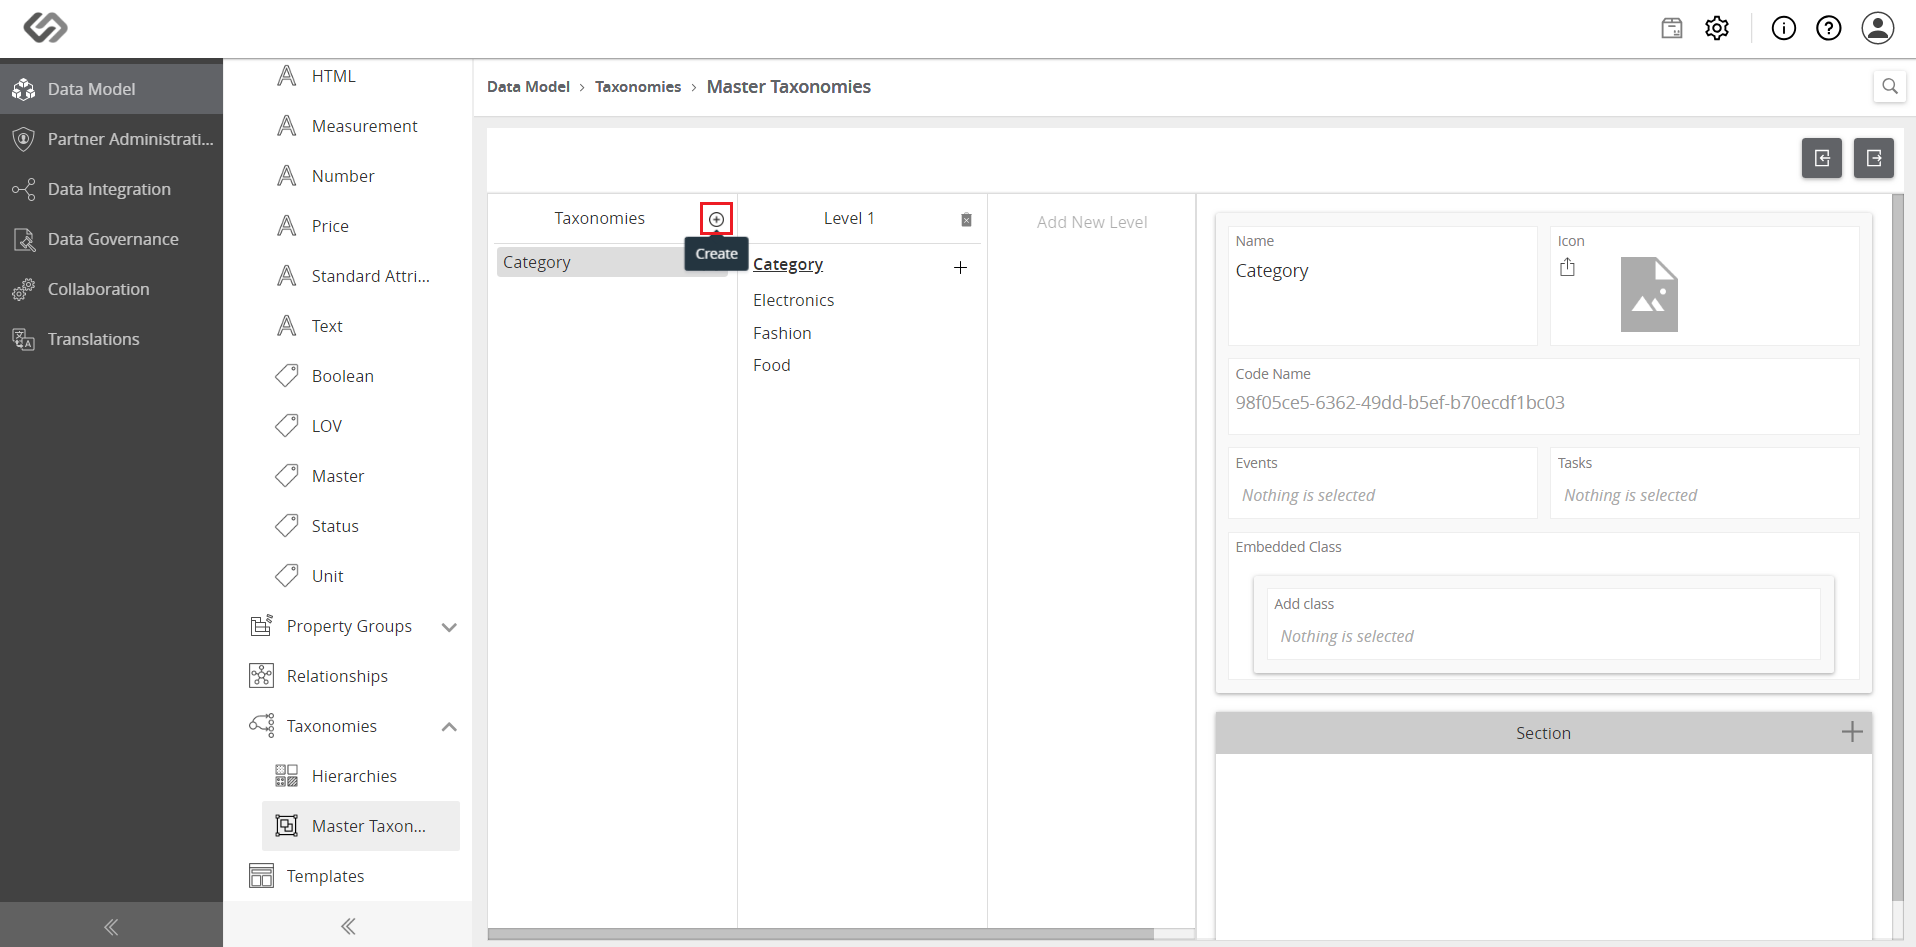 Data Model
Partner Administrati...
Data Integration
Data Governance
Collaboration
Translations
HTML
Measurement
Number
Price
Standard Attri...
Text
Boolean
LOV
Master
Status
Unit
Property Groups
Relationships
Taxonomies
Hierarchies
Master Taxon...
Templates
Data Model > Taxonomies > Master Taxonomies
Taxonomies
Create
Category
Level 1
Category
Electronics
Fashion
Food
Add New Level
Name
Category
Icon
Code Name
98f05ce5-6362-49dd-b5ef-b70ecdf1bc03
Events
Nothing is selected
Tasks
Nothing is selected
Embedded Class
Add class
Nothing is selected
Section